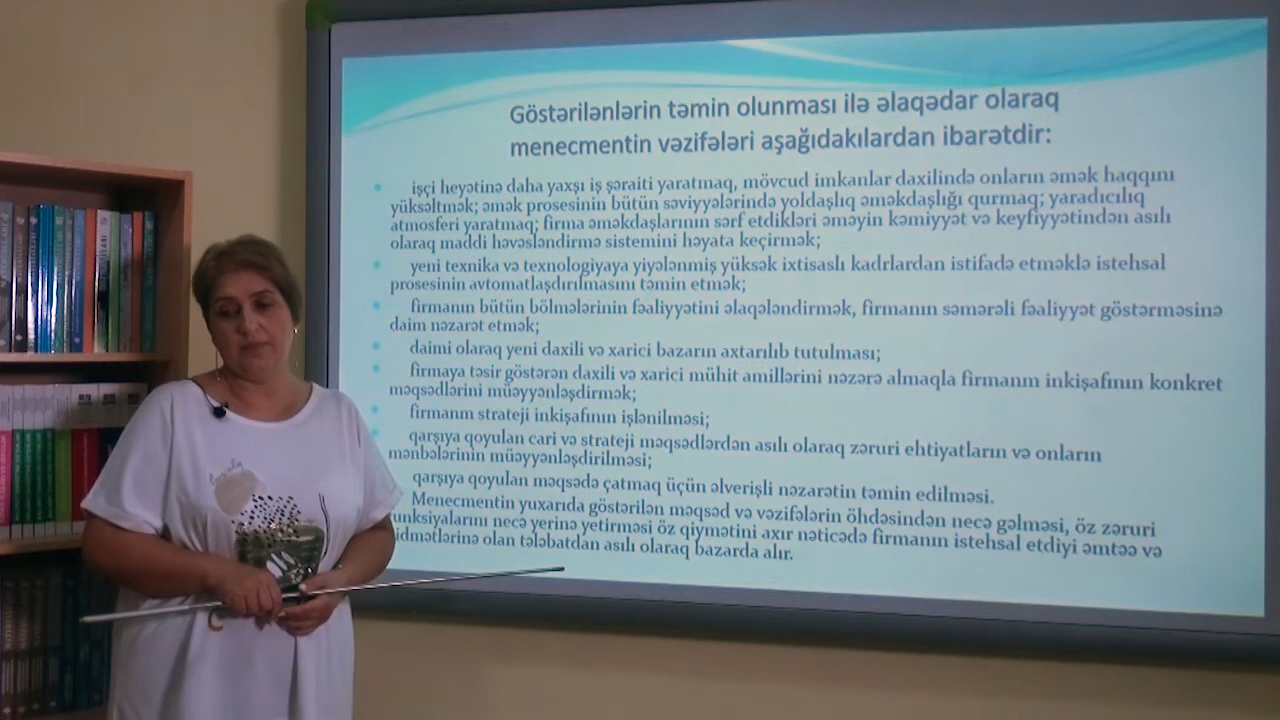 Göstərilənlərin təmin olunması ilə əlaqədar olaraq
menecmentin vəzifələri aşağıdakılardan ibarətdir:
işçi heyətinə daha yaxşı iş şəraiti yaratmaq, mövcud imkanlar daxilində onların əmək haqqını
yüksəltmək; əmək prosesinin bütün səviyyələrində yoldaşlıq əməkdaşlığı qurmaq; yaradıcılıq
atmosferi yaratmaq; firma əməkdaşlarının sərf etdikləri əməyin kəmiyyət və keyfiyyətindən asılı
olaraq maddi həvəsləndirmə sistemini həyata keçirmək;
yeni texnika və texnologiyaya yiyələnmiş yüksək ixtisaslı kadrlardan istifadə etməklə istehsal
prosesinin avtomatlaşdırılmasını təmin etmək;
firmanın bütün bölmələrinin fəaliyyətini əlaqələndirmək, firmanın səmərəli fəaliyyət göstərməsinə
daim nəzarət etmək;
daimi olaraq yeni daxili və xarici bazarın axtarılıb tutulması;
firmaya təsir göstərən daxili və xarici mühit amillərini nəzərə almaqla firmanm inkişafının konkret
məqsədlərini müəyyənləşdirmək;
firmanm strateji inkişafının işlənilməsi;
qarşıya qoyulan cari və strateji məqsədlərdən asılı olaraq zəruri ehtiyatların və onların
mənbələrinin müəyyənləşdirilməsi;
qarşıya qoyulan məqsədə çatmaq üçün əlverişli nəzarətin təmin edilməsi.
Menecmentin yuxarıda göstərilən məqsəd və vəzifələrin öhdəsindən necə gəlməsi, öz zəruri
unksiyalarını necə yerinə yetirməsi öz qiymətini axır nəticədə firmanın istehsal etdiyi əmtəə və
idmətlərinə olan tələbatdan asılı olaraq bazarda alır.
lovely